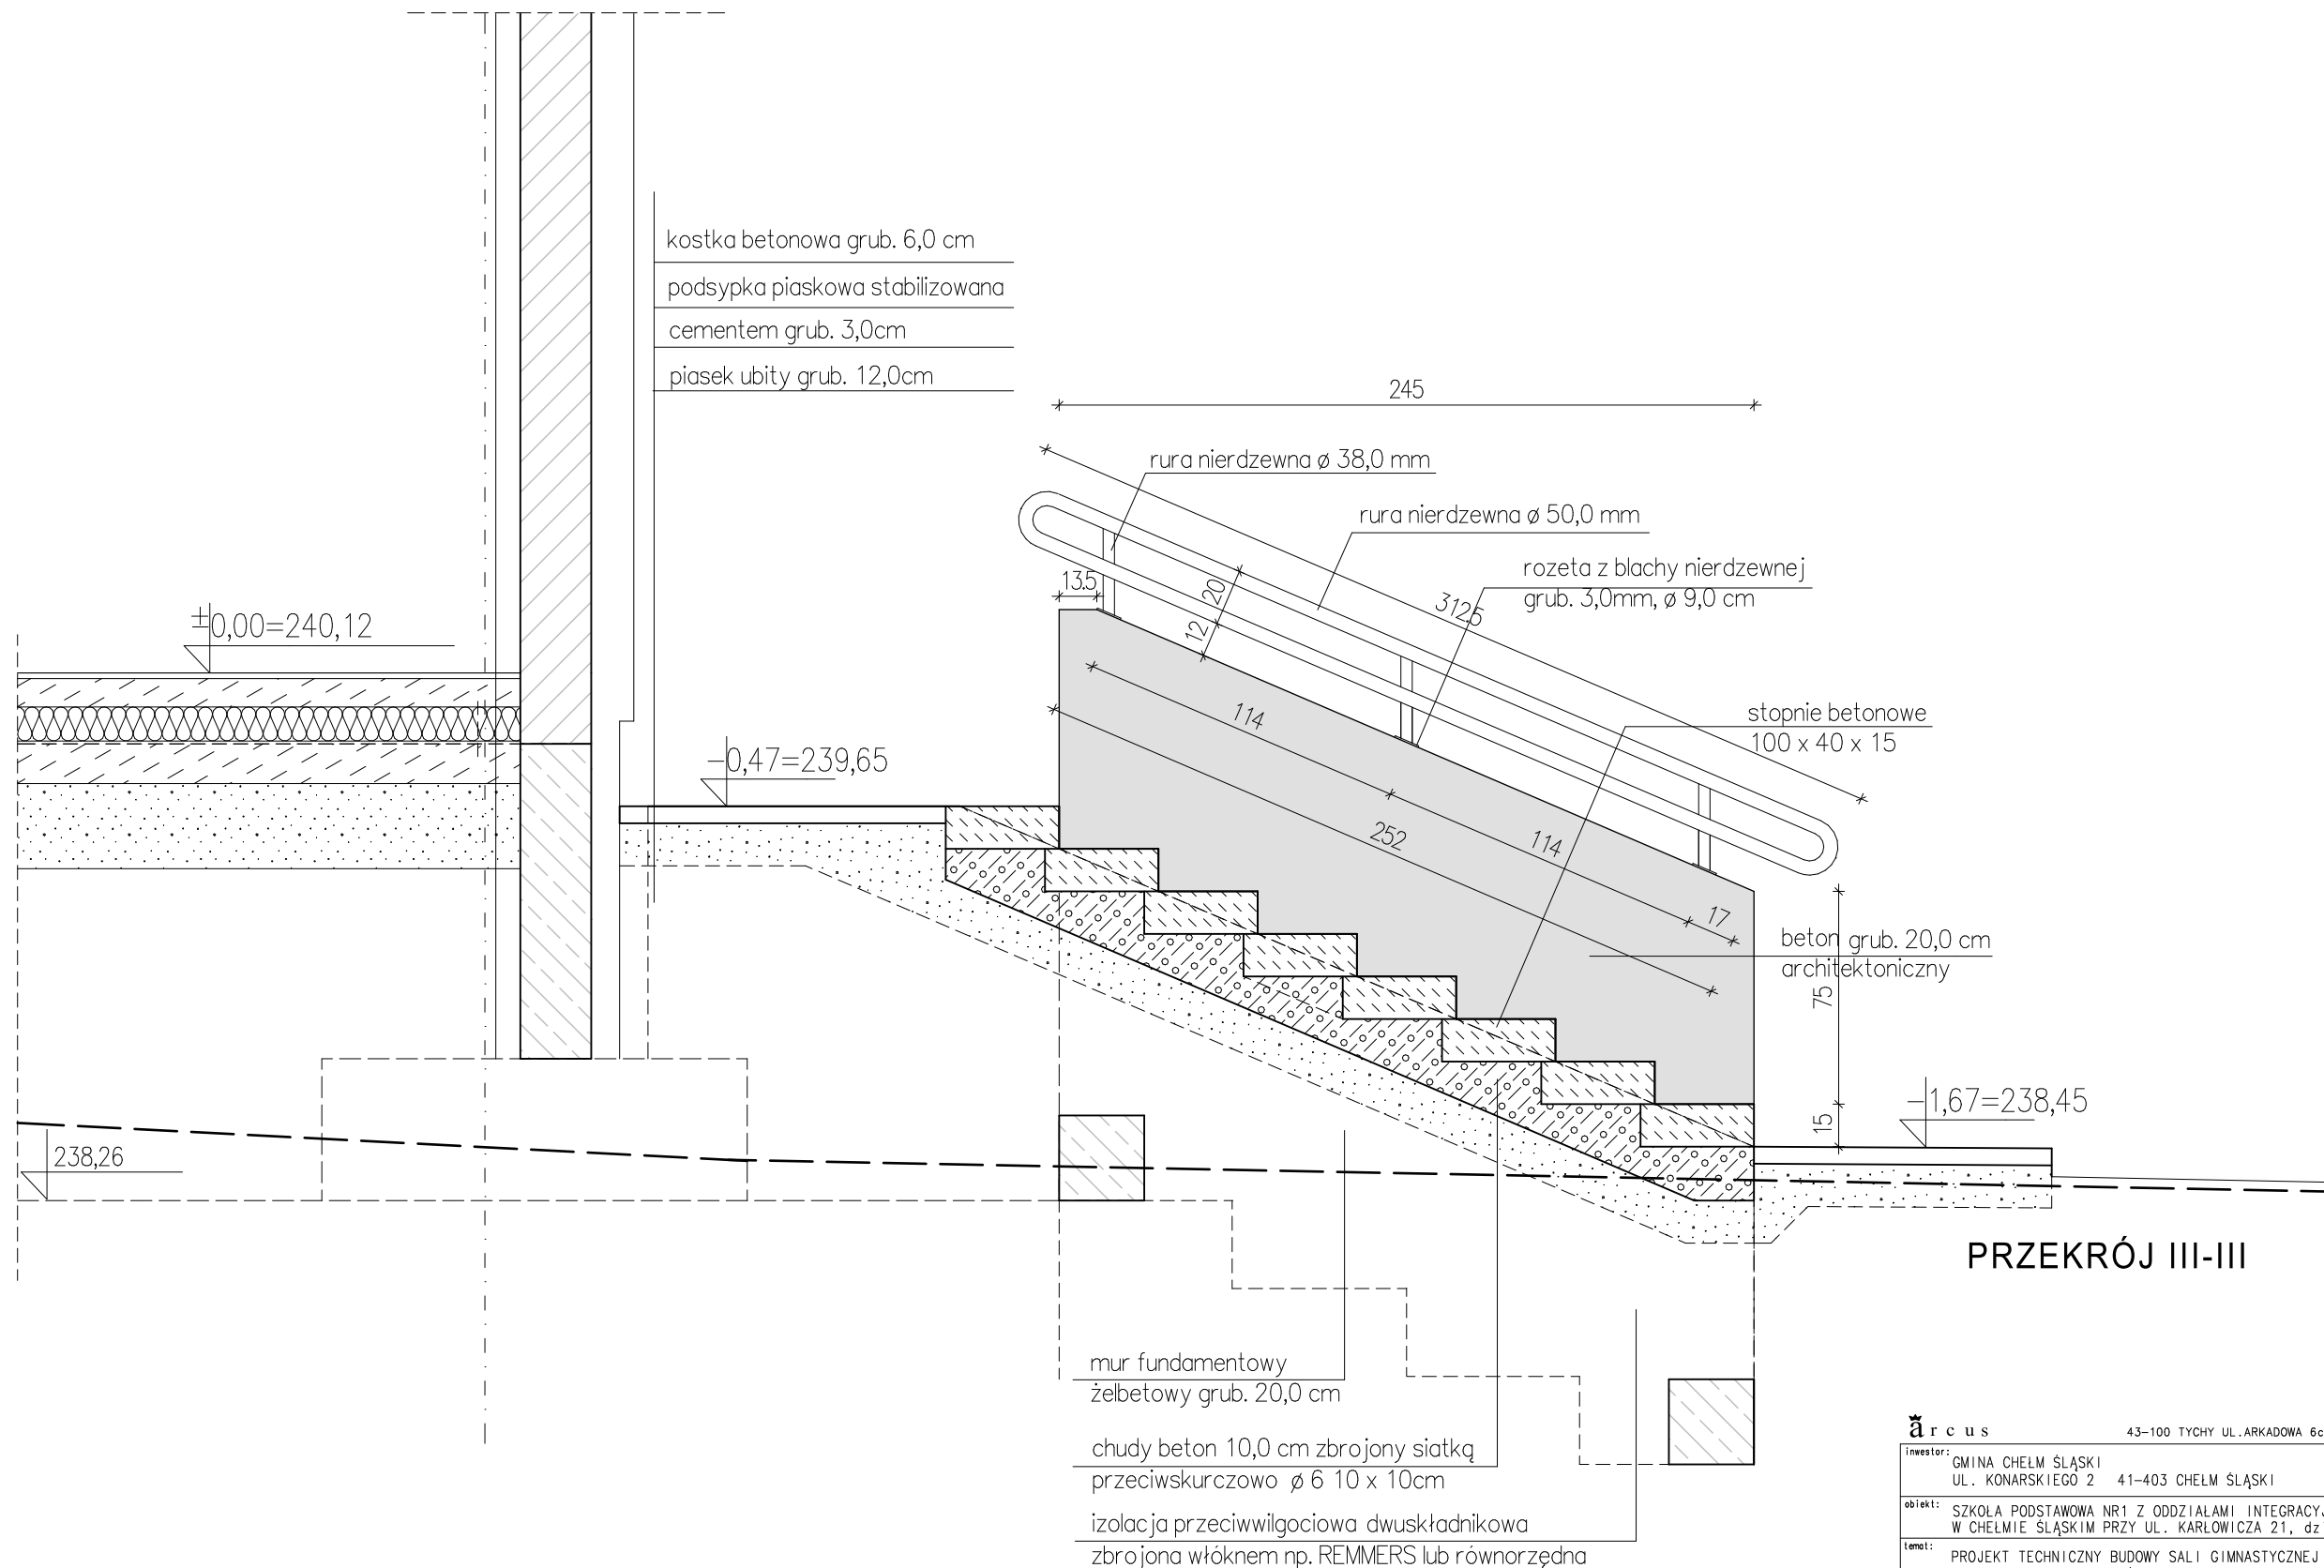 kostka betonowa grub. 6,0 cm
podsypka piaskowa stabilizowana
cementem grub. 3,0cm
piasek ubity grub. 12,0cm
245
rura nierdzewna ø 38,0 mm
rura nierdzewna ø 50,0 mm
rozeta z blachy nierdzewnej
grub. 3,0mm, ø 9,0 cm
13.5
20
12
312.5
±0,00=240,12
114
252
114
17
stopnie betonowe
100 x 40 x 15
-0,47=239,65
beton grub. 20,0 cm
architektoniczny
75
15
-1,67=238,45
238,26
PRZEKRÓJ III-III
mur fundamentowy
żelbetowy grub. 20,0 cm
chudy beton 10,0 cm zbrojony siatką
przeciwskurczowo ø 6 10 x 10cm
izolacja przeciwwilgociowa dwuskładnikowa
zbrojona włóknem np. REMMERS lub równorzędna
arcus
43-100 TYCHY UL.ARKADOWA 6c
inwestor:
GMINA CHEŁM ŚLĄSKI
UL. KONARSKIEGO 2 41-403 CHEŁM ŚLĄSKI
obiekt:
SZKOŁA PODSTAWOWA NR1 Z ODDZIAŁAMI INTEGRACYJ
W CHEŁMIE ŚLĄSKIM PRZY UL. KARŁOWICZA 21, dz
temat:
PROJEKT TECHNICZNY BUDOWY SALI GIMNASTYCZNEJ